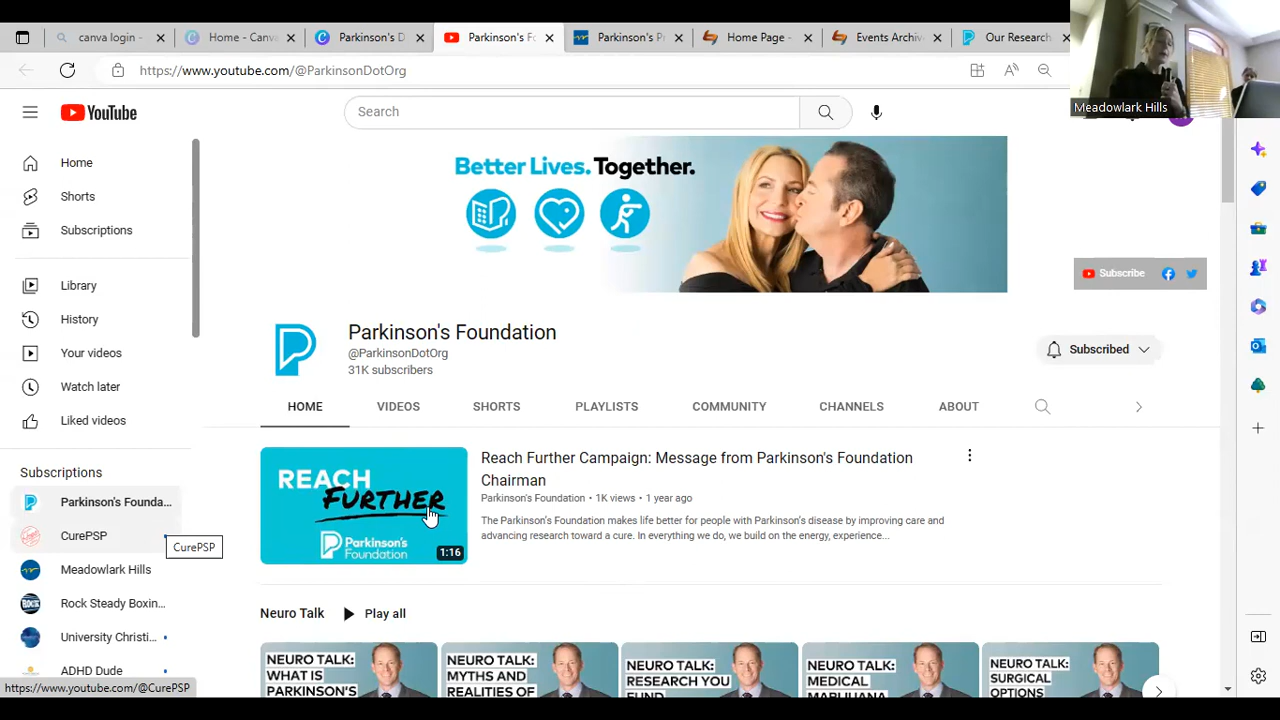 canva login -
Home - Canva
Parkinson's D
Parkinson's Fo
Parkinson's P
Home Page -
Events Archiv
Our Research
https://www.youtube.com/@ParkinsonDotOrg
Meadowlark Hills
YouTube
Search
Home
Shorts
Subscriptions
Library
History
Your videos
Watch later
Liked videos
Subscriptions
Parkinson's Founda...
CurePSP
CurePSP
Meadowlark Hills
Rock Steady Boxin...
University Christi...
ADHD Dude
https://www.youtube.com/@CurePSP
Better Lives. Together.
Subscribe
Parkinson's Foundation
@ParkinsonDotOrg
31K subscribers
Subscribed
HOME
VIDEOS
SHORTS
PLAYLISTS
COMMUNITY
CHANNELS
ABOUT
REACH
FURTHER
Parkinson's
Foundation
1:16
Reach Further Campaign: Message from Parkinson's Foundation
Chairman
Parkinson's Foundation • 1K views • 1 year ago
The Parkinson's Foundation makes life better for people with Parkinson's disease by improving care and
advancing research toward a cure. In everything we do, we build on the energy, experience...
Neuro Talk
Play all
NEURO TALK:
WHAT IS
PARKINSON'S
NEURO TALK:
MYTHS AND
REALITIES OF
NEURO TALK:
RESEARCH YOU
FUND
NEURO TALK:
MEDICAL
MARIJUANA
NEURO TALK:
SURGICAL
OPTIONS